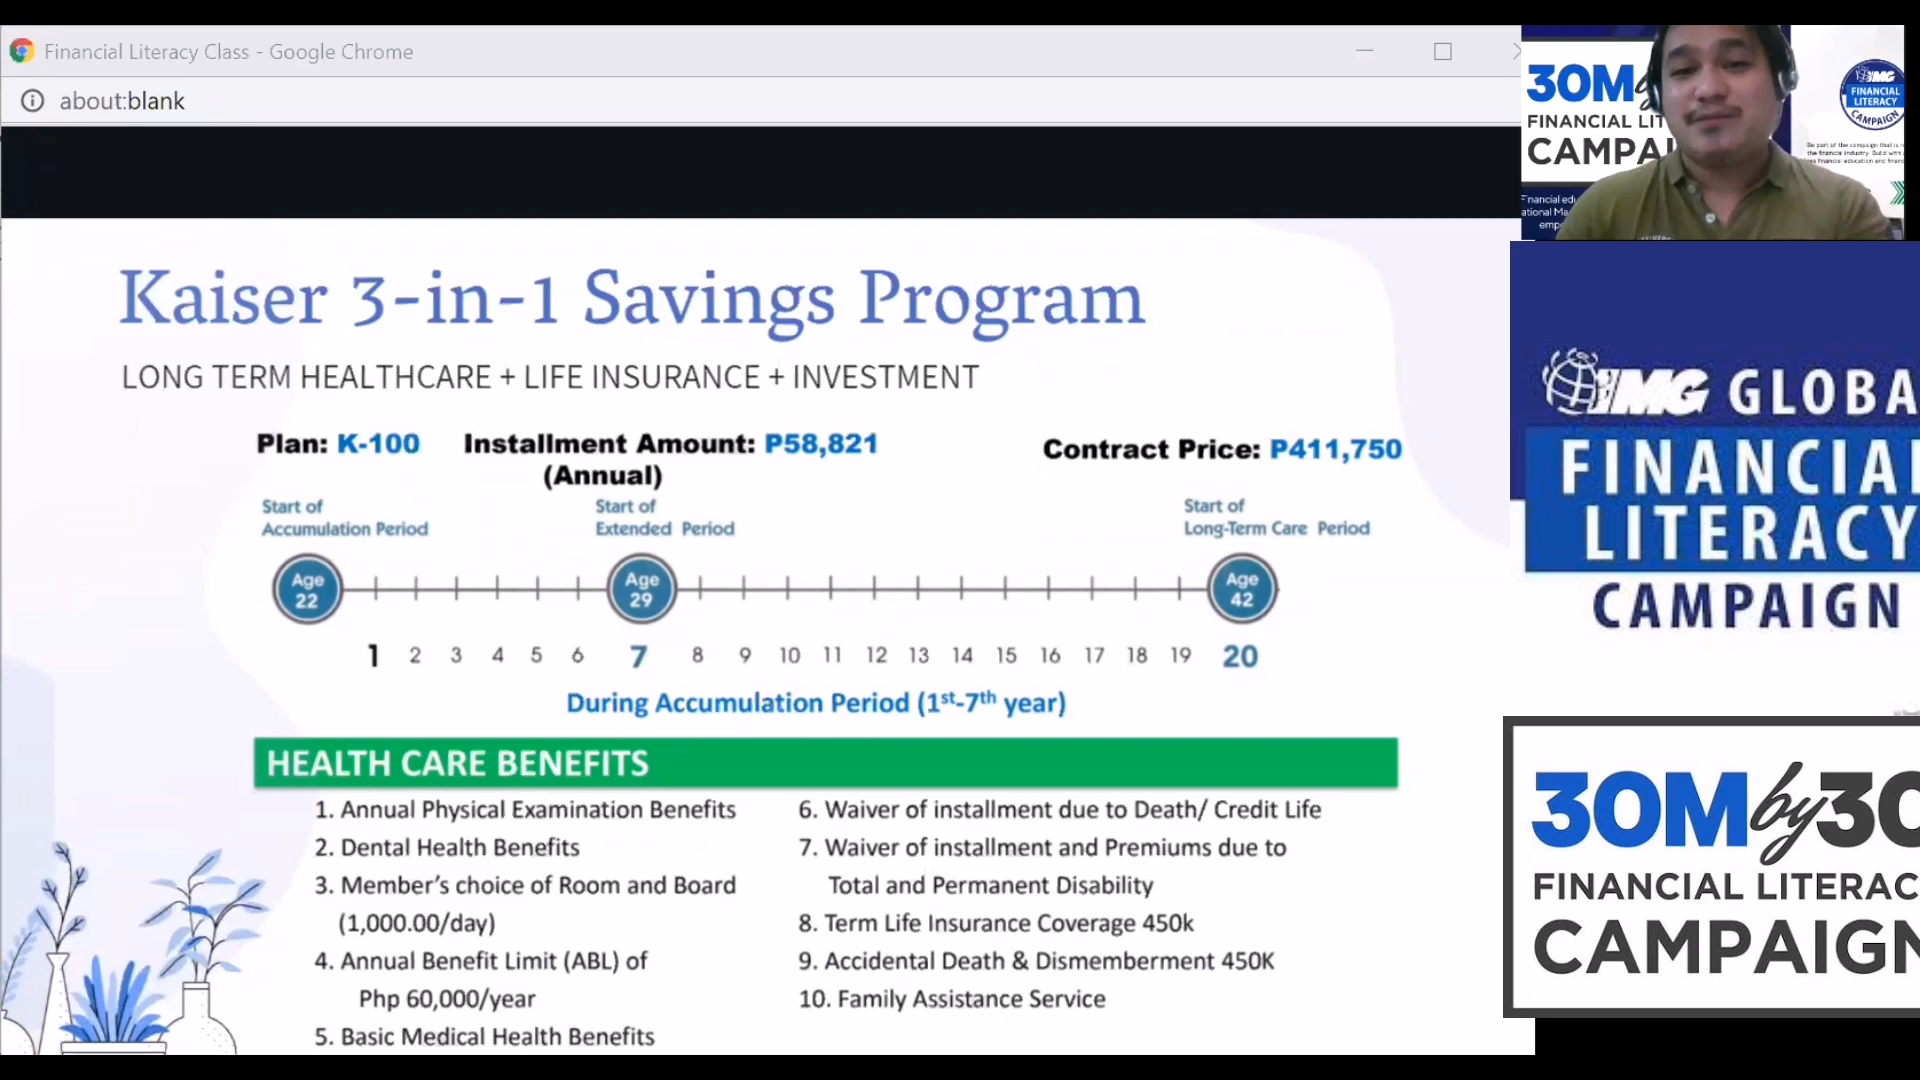 Financial Literacy Class - Google Chrome
about:blank
Kaiser 3-in-1 Savings Program
LONG TERM HEALTHCARE + LIFE INSURANCE + INVESTMENT
Plan: K-100 Installment Amount: P58,821 Contract Price: P411,750
(Annual)
Start of
Accumulation Period
Start of
Extended Period
Start of
Long-Term Care Period
Age
22
Age
29
Age
42
1 2 3 4 5 6 7 8 9 10 11 12 13 14 15 16 17 18 19 20
During Accumulation Period (1st-7th year)
HEALTH CARE BENEFITS
1. Annual Physical Examination Benefits
2. Dental Health Benefits
3. Member's choice of Room and Board
(1,000.00/day)
4. Annual Benefit Limit (ABL) of
Php 60,000/year
5. Basic Medical Health Benefits
6. Waiver of installment due to Death/ Credit Life
7. Waiver of installment and Premiums due to
Total and Permanent Disability
8. Term Life Insurance Coverage 450k
9. Accidental Death & Dismemberment 450K
10. Family Assistance Service
30M
FINANCIAL LIT
CAMPAI
IMG
FINANCIAL
LITERACY
CAMPAIGN
IMG GLOBA
FINANCIAL
LITERACY
CAMPAIGN
30M by 30
FINANCIAL LITERAC
CAMPAIGN